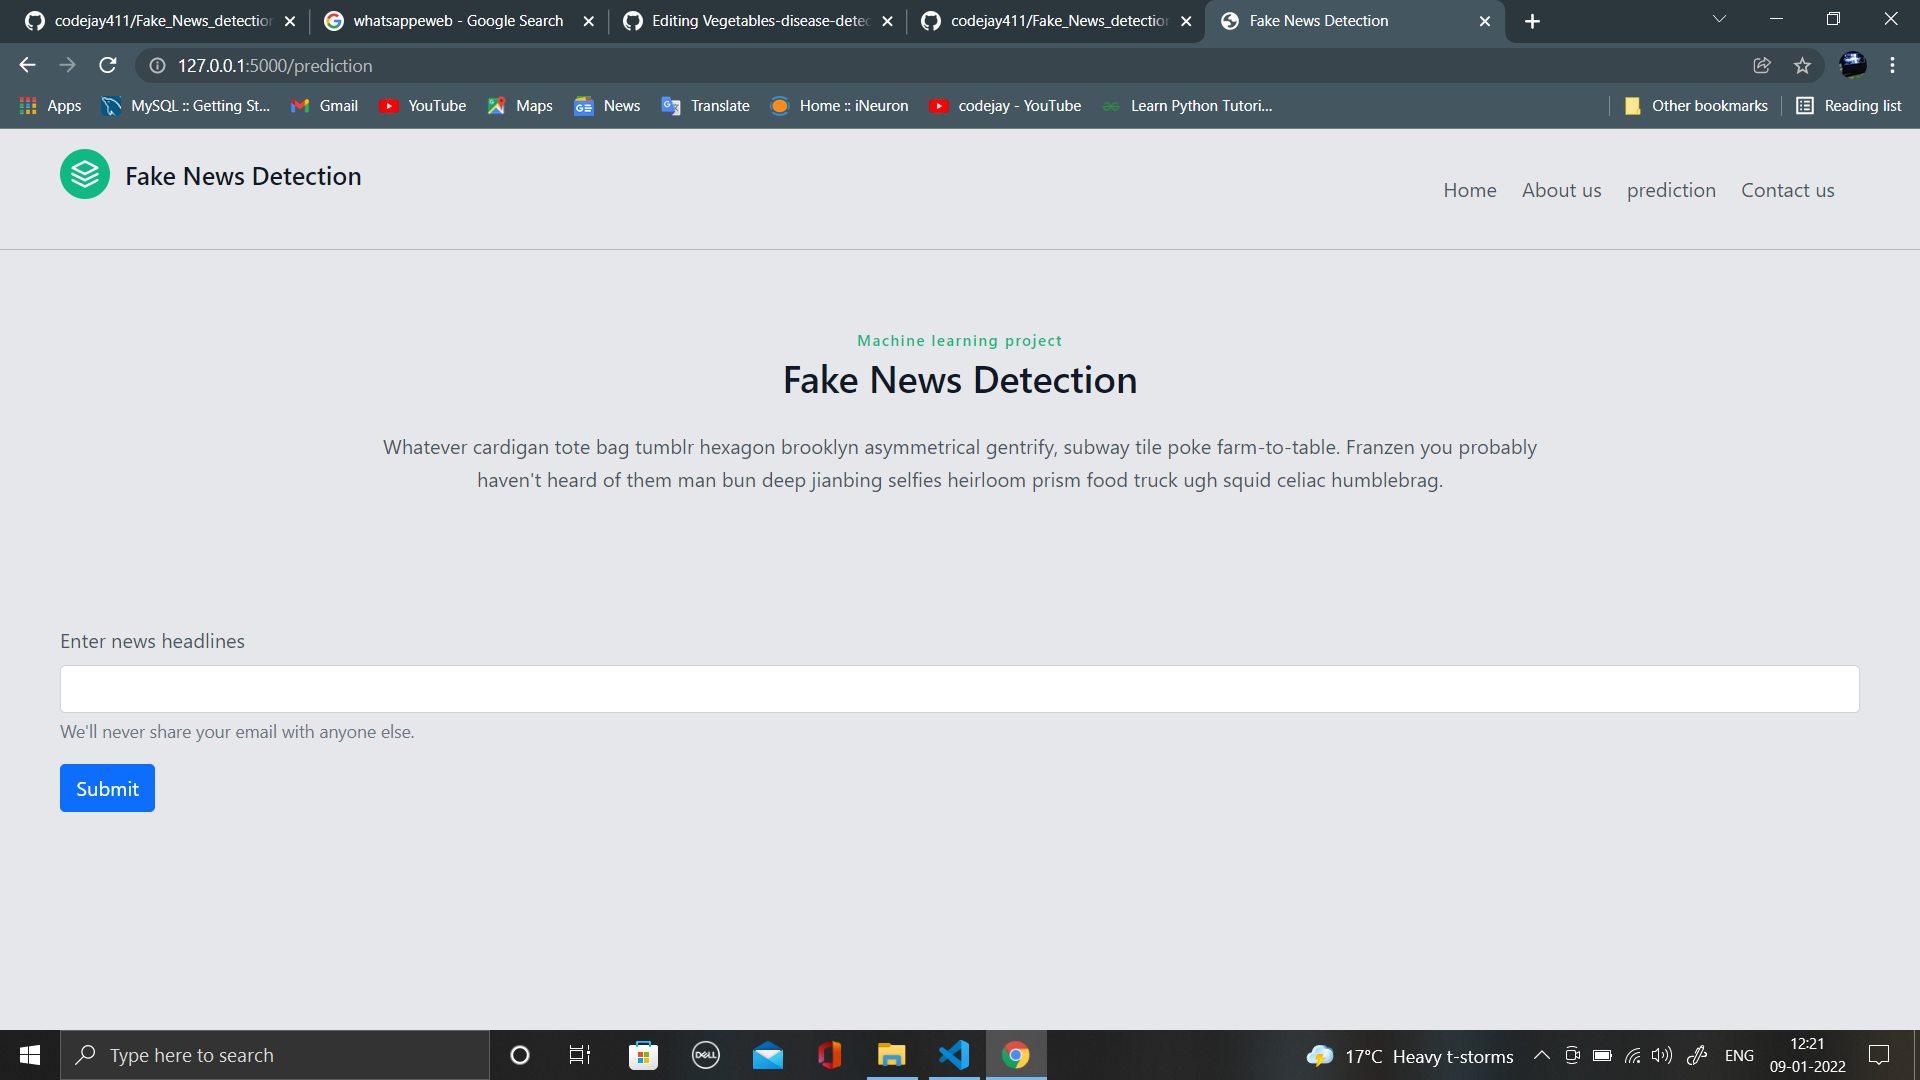 codejay411/Fake_News_detection
whatsappeweb - Google Search
Editing Vegetables-disease-detec
codejay411/Fake_News_detection
Fake News Detection
127.0.0.1:5000/prediction
Apps
MySQL :: Getting St...
Gmail
YouTube
Maps
News
Translate
Home :: iNeuron
codejay - YouTube
Learn Python Tutori...
Other bookmarks
Reading list
Fake News Detection
Home
About us
prediction
Contact us
Machine learning project
Fake News Detection
Whatever cardigan tote bag tumblr hexagon brooklyn asymmetrical gentrify, subway tile poke farm-to-table. Franzen you probably
haven't heard of them man bun deep jianbing selfies heirloom prism food truck ugh squid celiac humblebrag.
Enter news headlines
We'll never share your email with anyone else.
Submit
Type here to search
DELL
17°C Heavy t-storms
ENG
12:21
09-01-2022